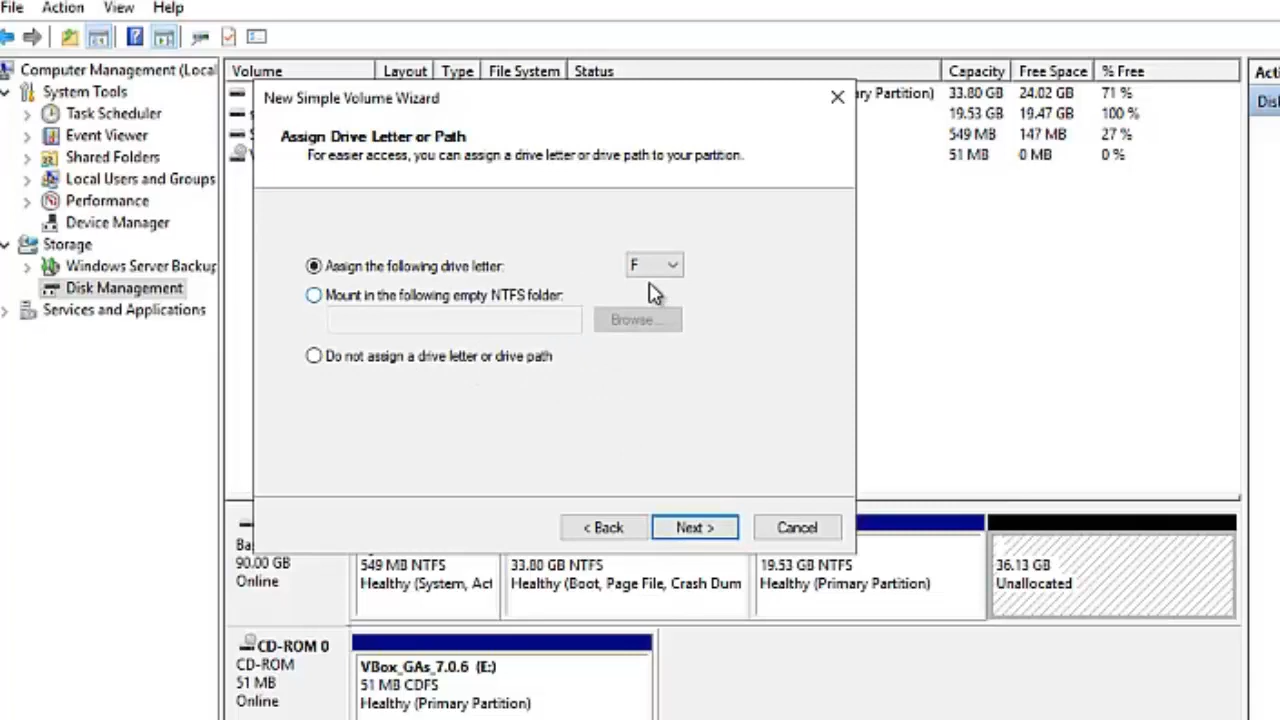 File Action View Help
Computer Management (Local
System Tools
Task Scheduler
Event Viewer
Shared Folders
Local Users and Groups
Performance
Device Manager
Storage
Windows Server Backup
Disk Management
Services and Applications
Volume Layout Type File System Status Capacity Free Space % Free
33.80 GB 24.02 GB 71 %
19.53 GB 19.47 GB 100 %
549 MB 147 MB 27 %
51 MB 0 MB 0 %
Partition)
New Simple Volume Wizard
Assign Drive Letter or Path
For easier access, you can assign a drive letter or drive path to your partition.
Assign the following drive letter: F
Mount in the following empty NTFS folder:
Browse...
Do not assign a drive letter or drive path
< Back Next > Cancel
Ba
90.00 GB
Online
549 MB NTFS
Healthy (System, Act
33.80 GB NTFS
Healthy (Boot, Page File, Crash Dum
19.53 GB NTFS
Healthy (Primary Partition)
36.13 GB
Unallocated
CD-ROM 0
CD-ROM
51 MB
Online
VBox_GAs_7.0.6 (E:)
51 MB CDFS
Healthy (Primary Partition)